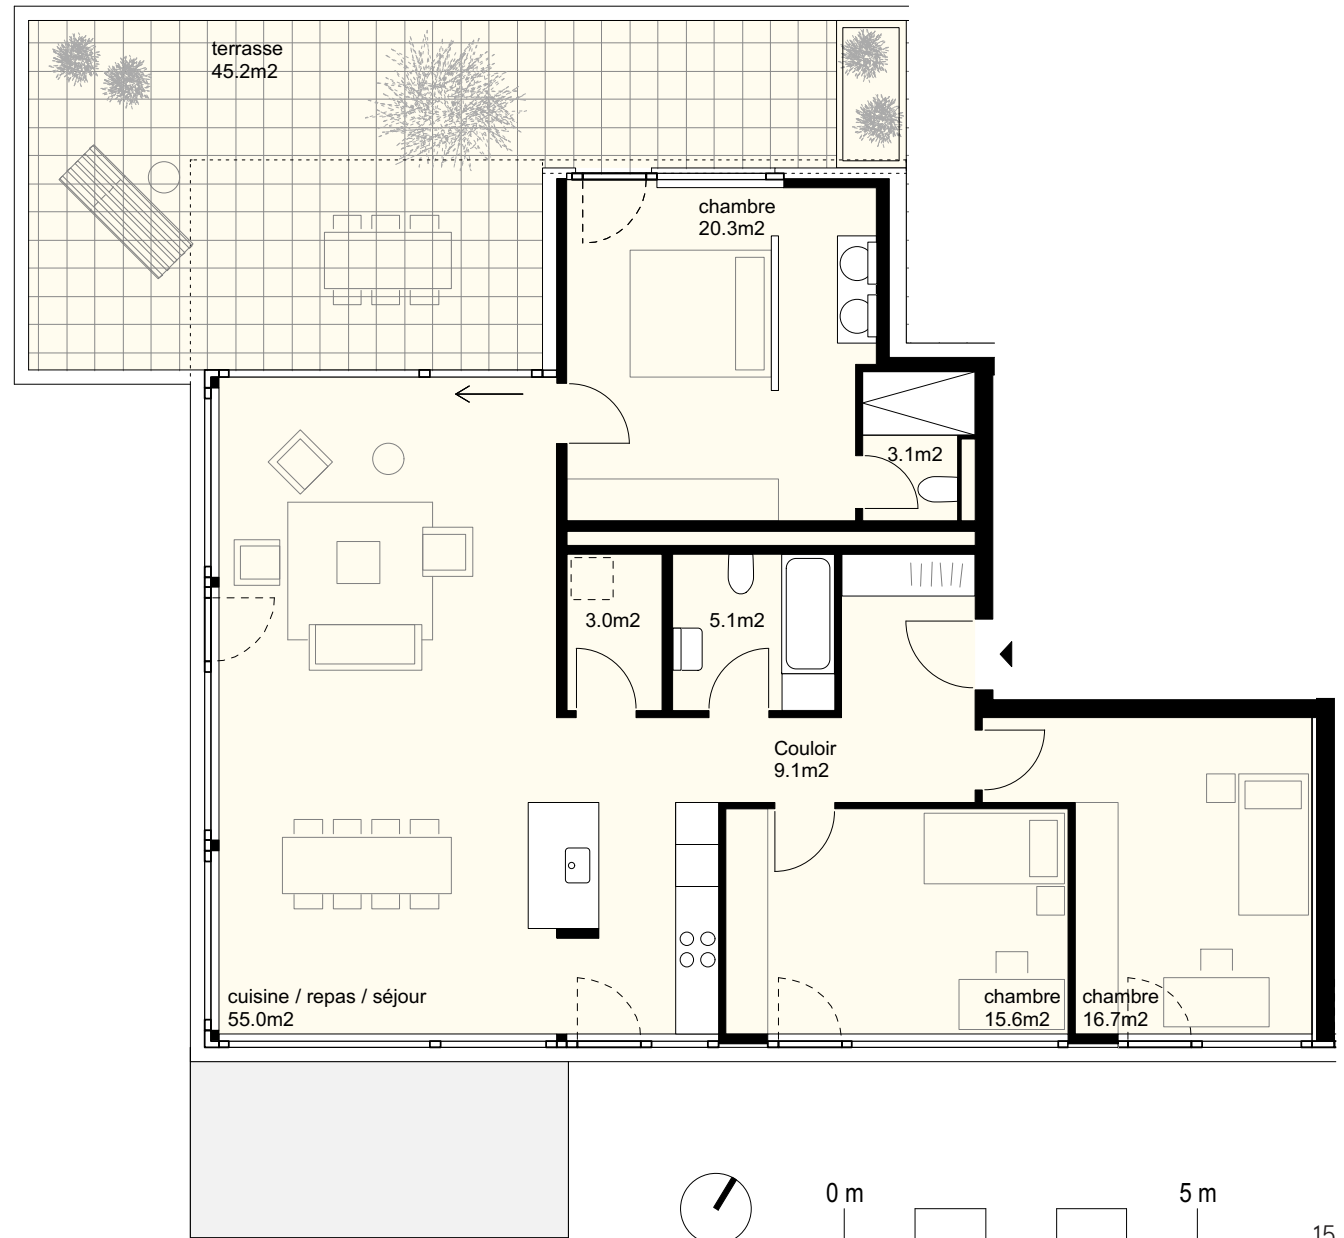 terrasse
45.2m2
chambre
20.3m2
3.1m2
3.0m2
5.1m2
Couloir
9.1m2
cuisine / repas / séjour
55.0m2
chambre
15.6m2
chambre
16.7m2
0 m
5 m
15